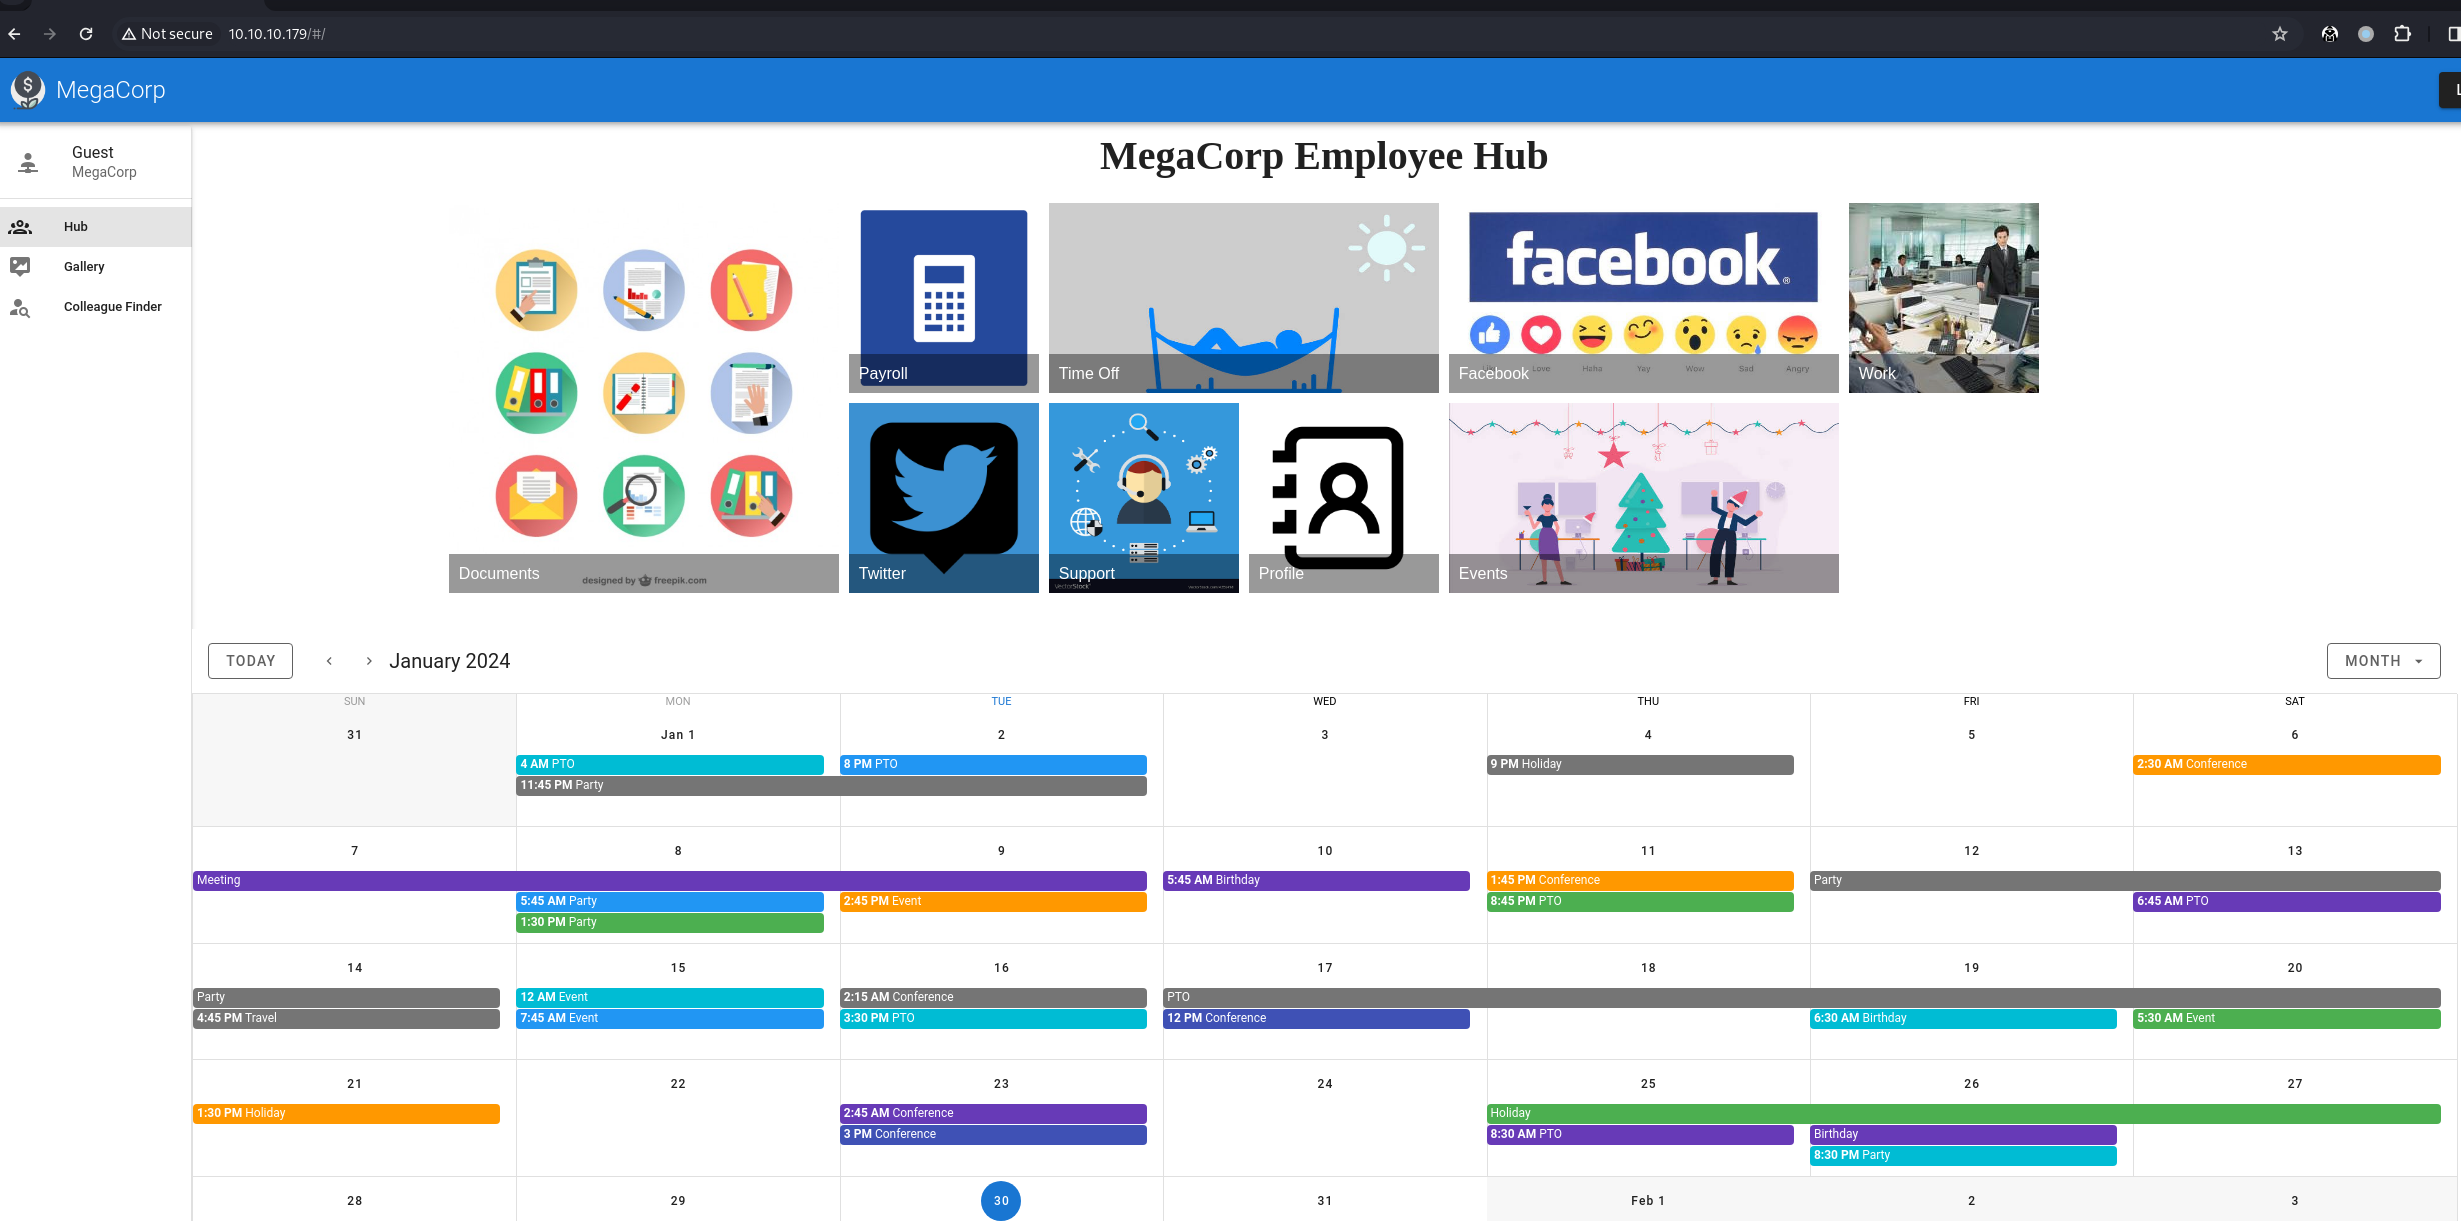 Not secure 10.10.10.179/#/
MegaCorp
Guest
MegaCorp
Hub
Gallery
Colleague Finder
MegaCorp Employee Hub
facebook®
Love Haha Yay Wow Sad Angry
Payroll
Time Off
Facebook
Work
Documents
designed by freepik.com
Twitter
Support
VectorStock
Profile
Events
TODAY
January 2024
MONTH
SUN MON TUE WED THU FRI SAT
31 Jan 1 2 3 4 5 6
4 AM PTO 8 PM PTO 9 PM Holiday 2:30 AM Conference
11:45 PM Party
7 8 9 10 11 12 13
Meeting 5:45 AM Birthday 1:45 PM Conference Party
5:45 AM Party 2:45 PM Event 8:45 PM PTO 6:45 AM PTO
1:30 PM Party
14 15 16 17 18 19 20
Party 12 AM Event 2:15 AM Conference PTO
4:45 PM Travel 7:45 AM Event 3:30 PM PTO 12 PM Conference 6:30 AM Birthday 5:30 AM Event
21 22 23 24 25 26 27
1:30 PM Holiday 2:45 AM Conference Holiday
3 PM Conference 8:30 AM PTO Birthday
8:30 PM Party
28 29 30 31 Feb 1 2 3